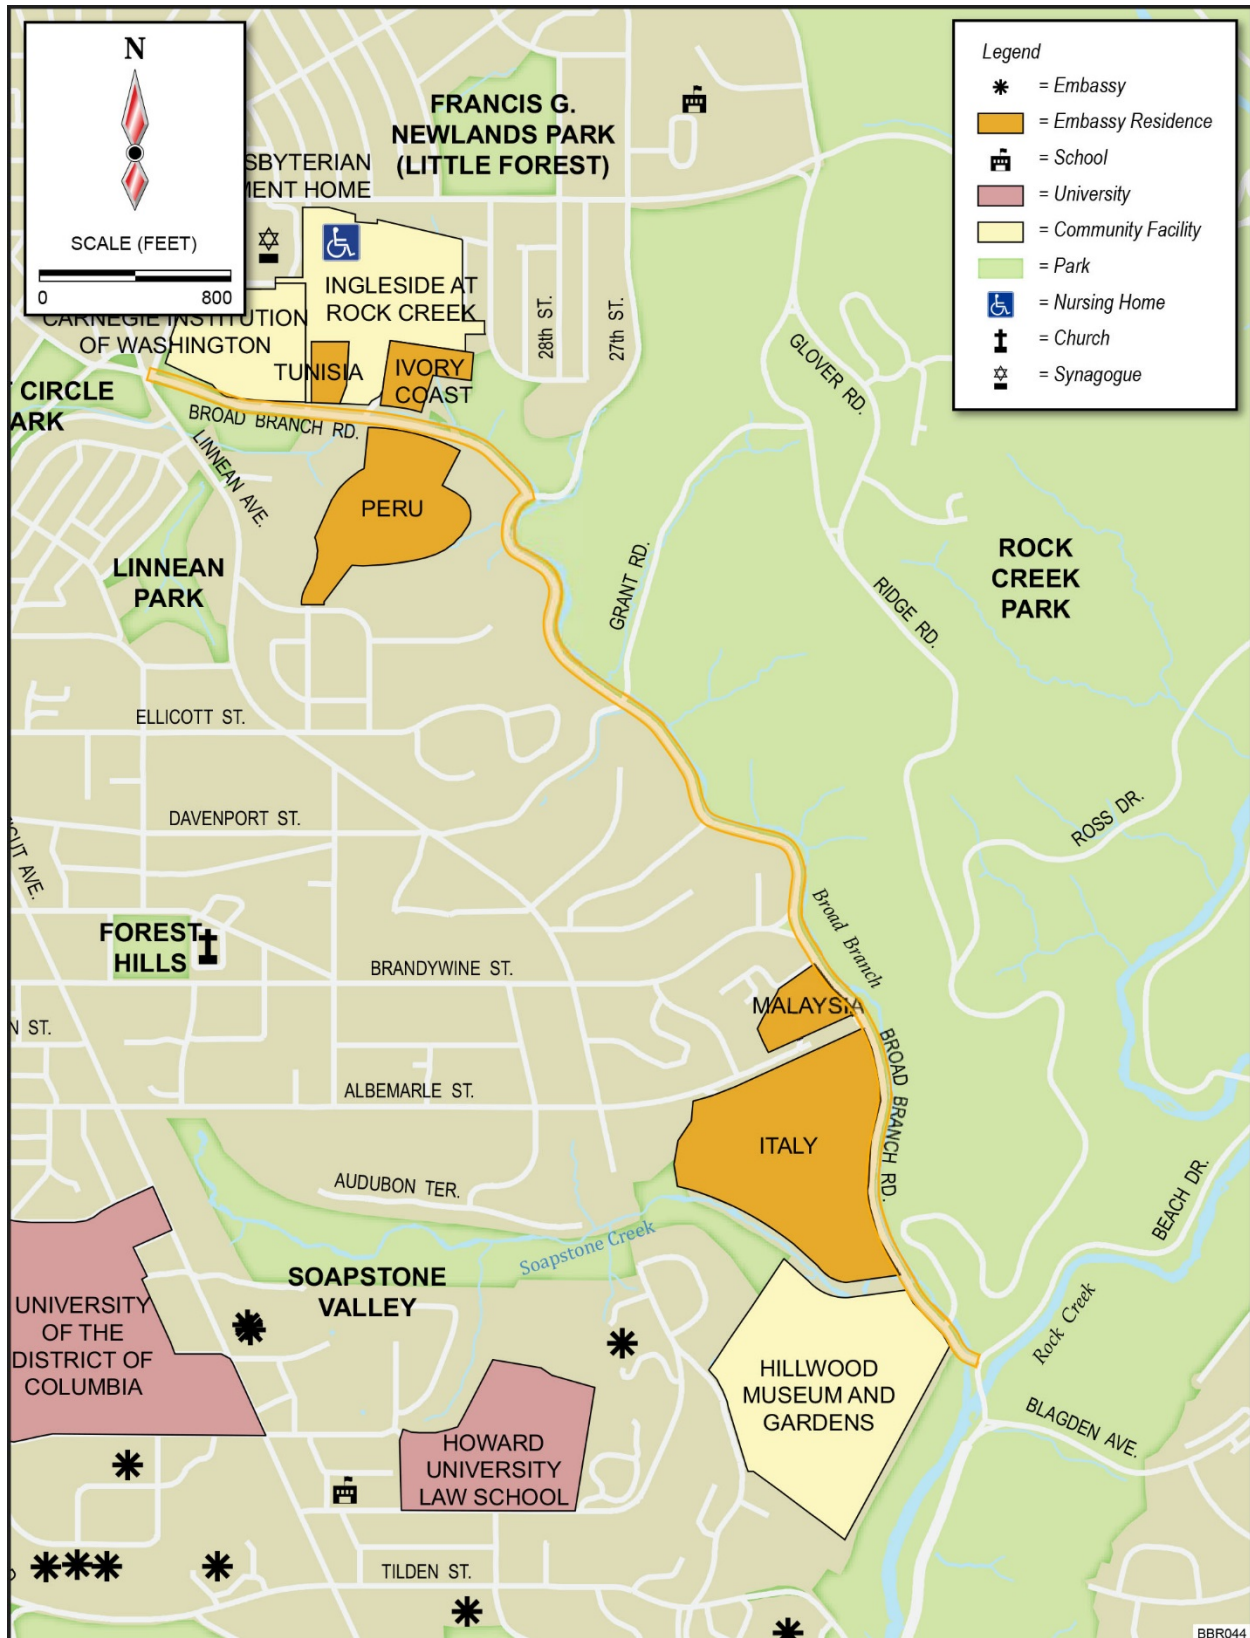 N
SCALE (FEET)
0 800
Legend
= Embassy
= Embassy Residence
= School
= University
= Community Facility
= Park
= Nursing Home
= Church
= Synagogue
FRANCIS G.
NEWLANDS PARK
(LITTLE FOREST)
SBYTERIAN
MENT HOME
INGLESIDE AT
ROCK CREEK
CARNEGIE INSTITUTION
OF WASHINGTON
TUNISIA
IVORY
COAST
28th ST.
27th ST.
GLOVER RD.
CIRCLE
ARK
BROAD BRANCH RD.
LINNEAN AVE.
PERU
LINNEAN
PARK
GRANT RD.
RIDGE RD.
ROCK
CREEK
PARK
ELLICOTT ST.
DAVENPORT ST.
ROSS DR.
AVE.
FOREST
HILLS
BRANDYWINE ST.
Broad Branch
MALAYSIA
N ST.
BROAD BRANCH RD.
ALBEMARLE ST.
ITALY
AUDUBON TER.
BEACH DR.
Soapstone Creek
SOAPSTONE
VALLEY
Rock Creek
UNIVERSITY
OF THE
DISTRICT OF
COLUMBIA
HILLWOOD
MUSEUM AND
GARDENS
BLAGDEN AVE.
HOWARD
UNIVERSITY
LAW SCHOOL
TILDEN ST.
BBR044